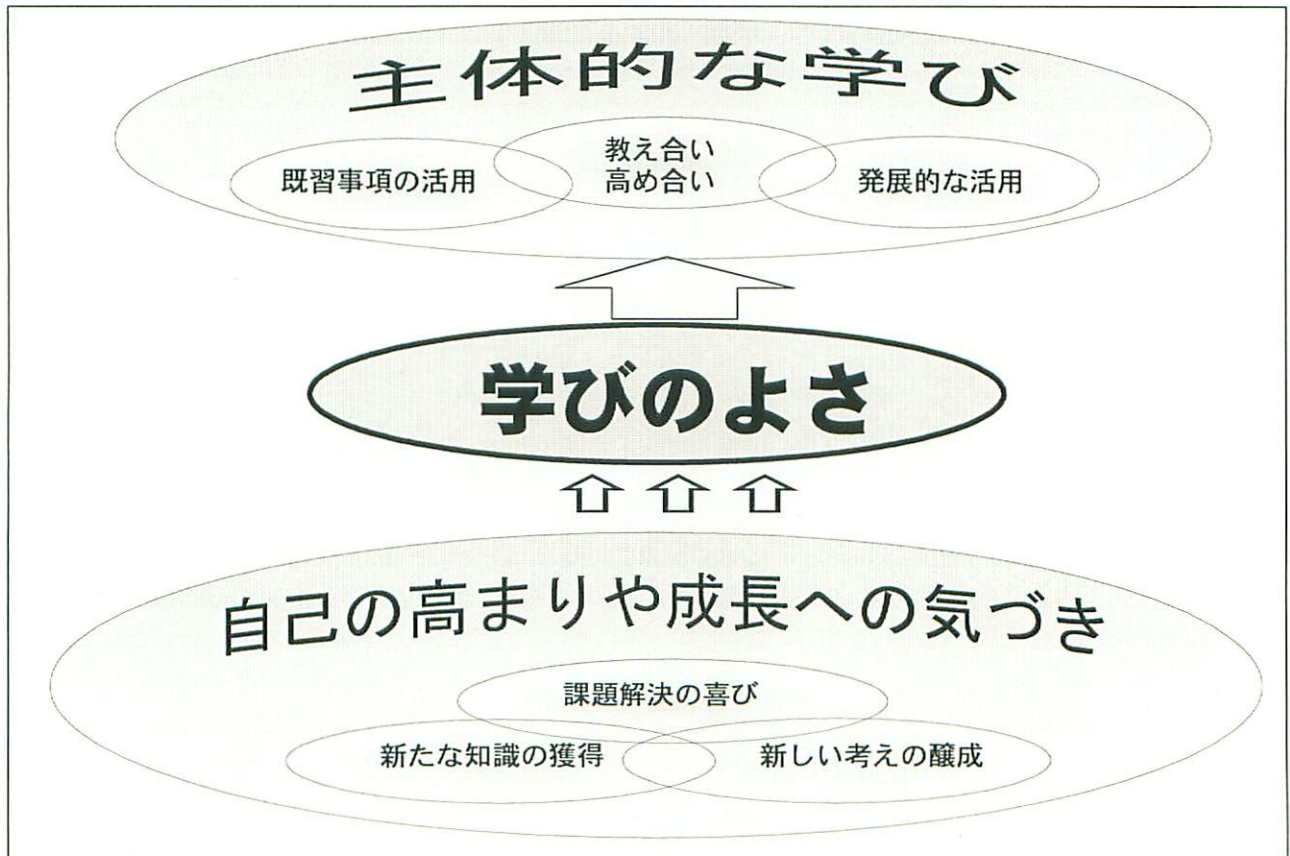 主体的な学び
教え合い
高め合い
既習事項の活用
発展的な活用
学びのよさ
自己の高まりや成長への気づき
課題解決の喜び
新たな知識の獲得
新しい考えの醸成